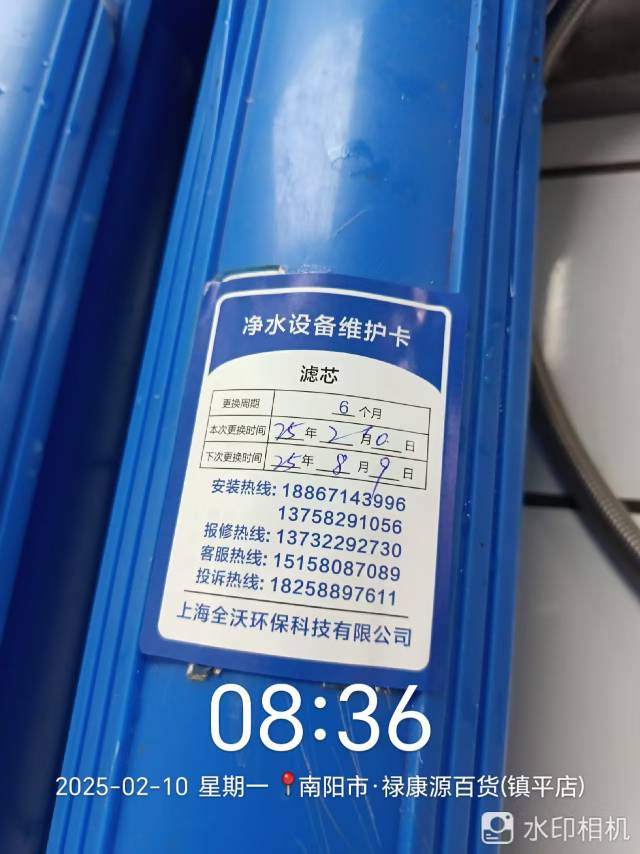 净水设备维护卡
滤芯
更换周期 6 个月
本次更换时间 25 年 2 月 10 日
下次更换时间 25 年 8 月 9 日
安装热线: 18867143996
13758291056
报修热线: 13732292730
客服热线: 15158087089
投诉热线: 18258897611
上海全沃环保科技有限公司
08:36
2025-02-10 星期一 南阳市·禄康源百货(镇平店)
水印相机